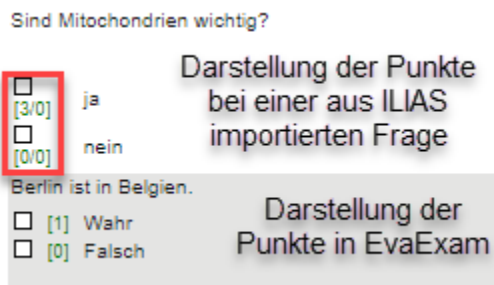 Sind Mitochondrien wichtig?
Darstellung der Punkte
bei einer aus ILIAS
importierten Frage
[3/0] ja
[0/0] nein
Berlin ist in Belgien.
[1] Wahr
[0] Falsch
Darstellung der
Punkte in EvaExam